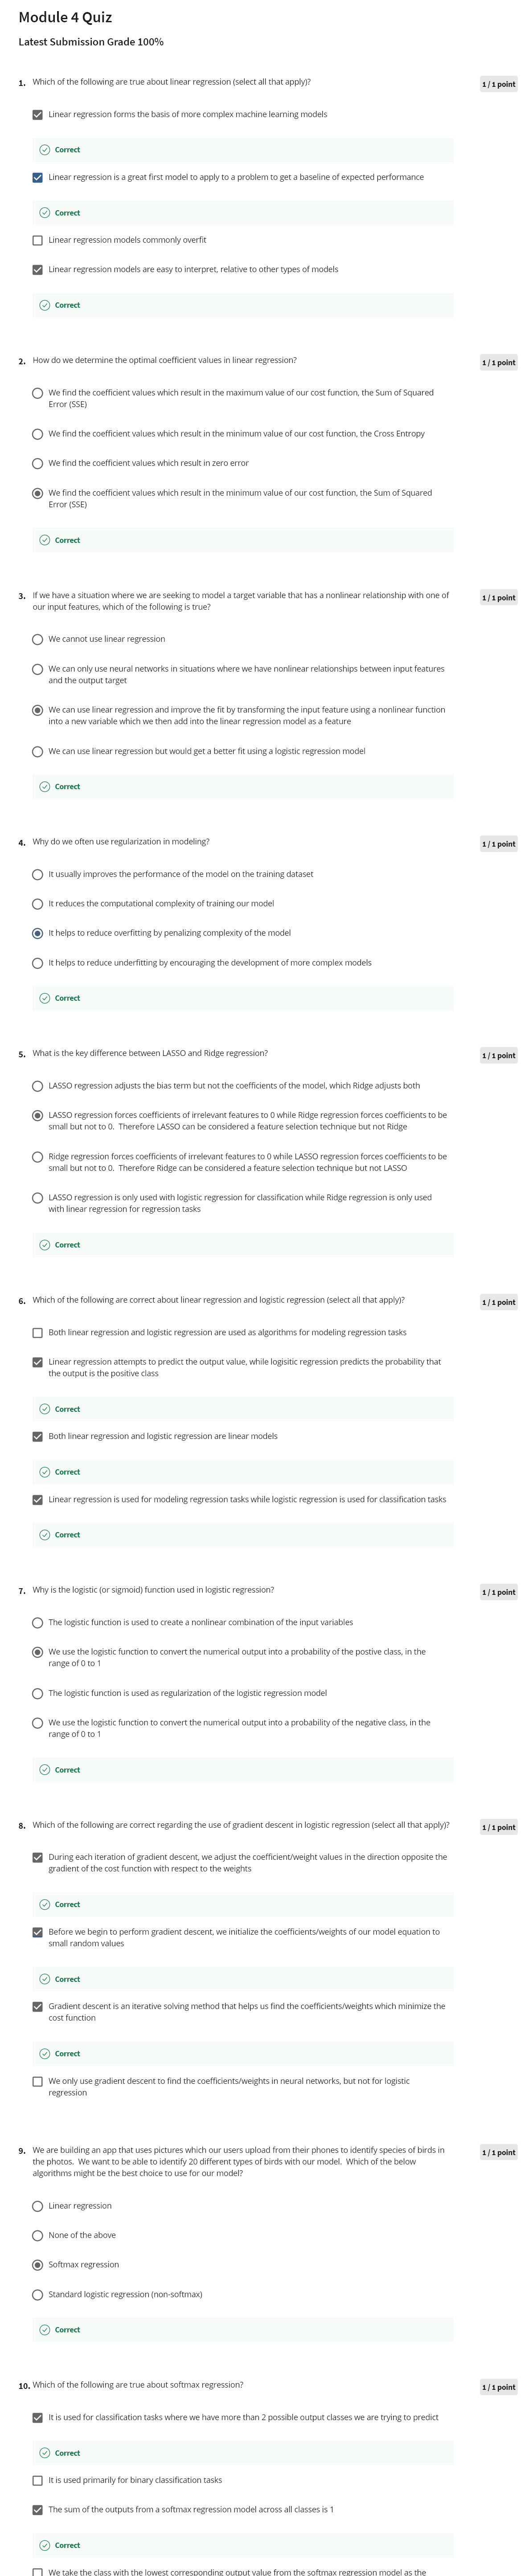 Module 4 Quiz
Latest Submission Grade 100%
1. Which of the following are true about linear regression (select all that apply)?
1 / 1 point
Linear regression forms the basis of more complex machine learning models
Correct
Linear regression is a great first model to apply to a problem to get a baseline of expected performance
Correct
Linear regression models commonly overfit
Linear regression models are easy to interpret, relative to other types of models
Correct
2. How do we determine the optimal coefficient values in linear regression?
1 / 1 point
We find the coefficient values which result in the maximum value of our cost function, the Sum of Squared
Error (SSE)
We find the coefficient values which result in the minimum value of our cost function, the Cross Entropy
We find the coefficient values which result in zero error
We find the coefficient values which result in the minimum value of our cost function, the Sum of Squared
Error (SSE)
Correct
3. If we have a situation where we are seeking to model a target variable that has a nonlinear relationship with one of
our input features, which of the following is true?
1 / 1 point
We cannot use linear regression
We can only use neural networks in situations where we have nonlinear relationships between input features
and the output target
We can use linear regression and improve the fit by transforming the input feature using a nonlinear function
into a new variable which we then add into the linear regression model as a feature
We can use linear regression but would get a better fit using a logistic regression model
Correct
4. Why do we often use regularization in modeling?
1 / 1 point
It usually improves the performance of the model on the training dataset
It reduces the computational complexity of training our model
It helps to reduce overfitting by penalizing complexity of the model
It helps to reduce underfitting by encouraging the development of more complex models
Correct
5. What is the key difference between LASSO and Ridge regression?
1 / 1 point
LASSO regression adjusts the bias term but not the coefficients of the model, which Ridge adjusts both
LASSO regression forces coefficients of irrelevant features to 0 while Ridge regression forces coefficients to be
small but not to 0. Therefore LASSO can be considered a feature selection technique but not Ridge
Ridge regression forces coefficients of irrelevant features to 0 while LASSO regression forces coefficients to be
small but not to 0. Therefore Ridge can be considered a feature selection technique but not LASSO
LASSO regression is only used with logistic regression for classification while Ridge regression is only used
with linear regression for regression tasks
Correct
6. Which of the following are correct about linear regression and logistic regression (select all that apply)?
1 / 1 point
Both linear regression and logistic regression are used as algorithms for modeling regression tasks
Linear regression attempts to predict the output value, while logisitic regression predicts the probability that
the output is the positive class
Correct
Both linear regression and logistic regression are linear models
Correct
Linear regression is used for modeling regression tasks while logistic regression is used for classification tasks
Correct
7. Why is the logistic (or sigmoid) function used in logistic regression?
1 / 1 point
The logistic function is used to create a nonlinear combination of the input variables
We use the logistic function to convert the numerical output into a probability of the postive class, in the
range of 0 to 1
The logistic function is used as regularization of the logistic regression model
We use the logistic function to convert the numerical output into a probability of the negative class, in the
range of 0 to 1
Correct
8. Which of the following are correct regarding the use of gradient descent in logistic regression (select all that apply)?
1 / 1 point
During each iteration of gradient descent, we adjust the coefficient/weight values in the direction opposite the
gradient of the cost function with respect to the weights
Correct
Before we begin to perform gradient descent, we initialize the coefficients/weights of our model equation to
small random values
Correct
Gradient descent is an iterative solving method that helps us find the coefficients/weights which minimize the
cost function
Correct
We only use gradient descent to find the coefficients/weights in neural networks, but not for logistic
regression
9. We are building an app that uses pictures which our users upload from their phones to identify species of birds in
the photos. We want to be able to identify 20 different types of birds with our model. Which of the below
algorithms might be the best choice to use for our model?
1 / 1 point
Linear regression
None of the above
Softmax regression
Standard logistic regression (non-softmax)
Correct
10. Which of the following are true about softmax regression?
1 / 1 point
It is used for classification tasks where we have more than 2 possible output classes we are trying to predict
Correct
It is used primarily for binary classification tasks
The sum of the outputs from a softmax regression model across all classes is 1
Correct
We take the class with the lowest corresponding output value from the softmax regression model as the